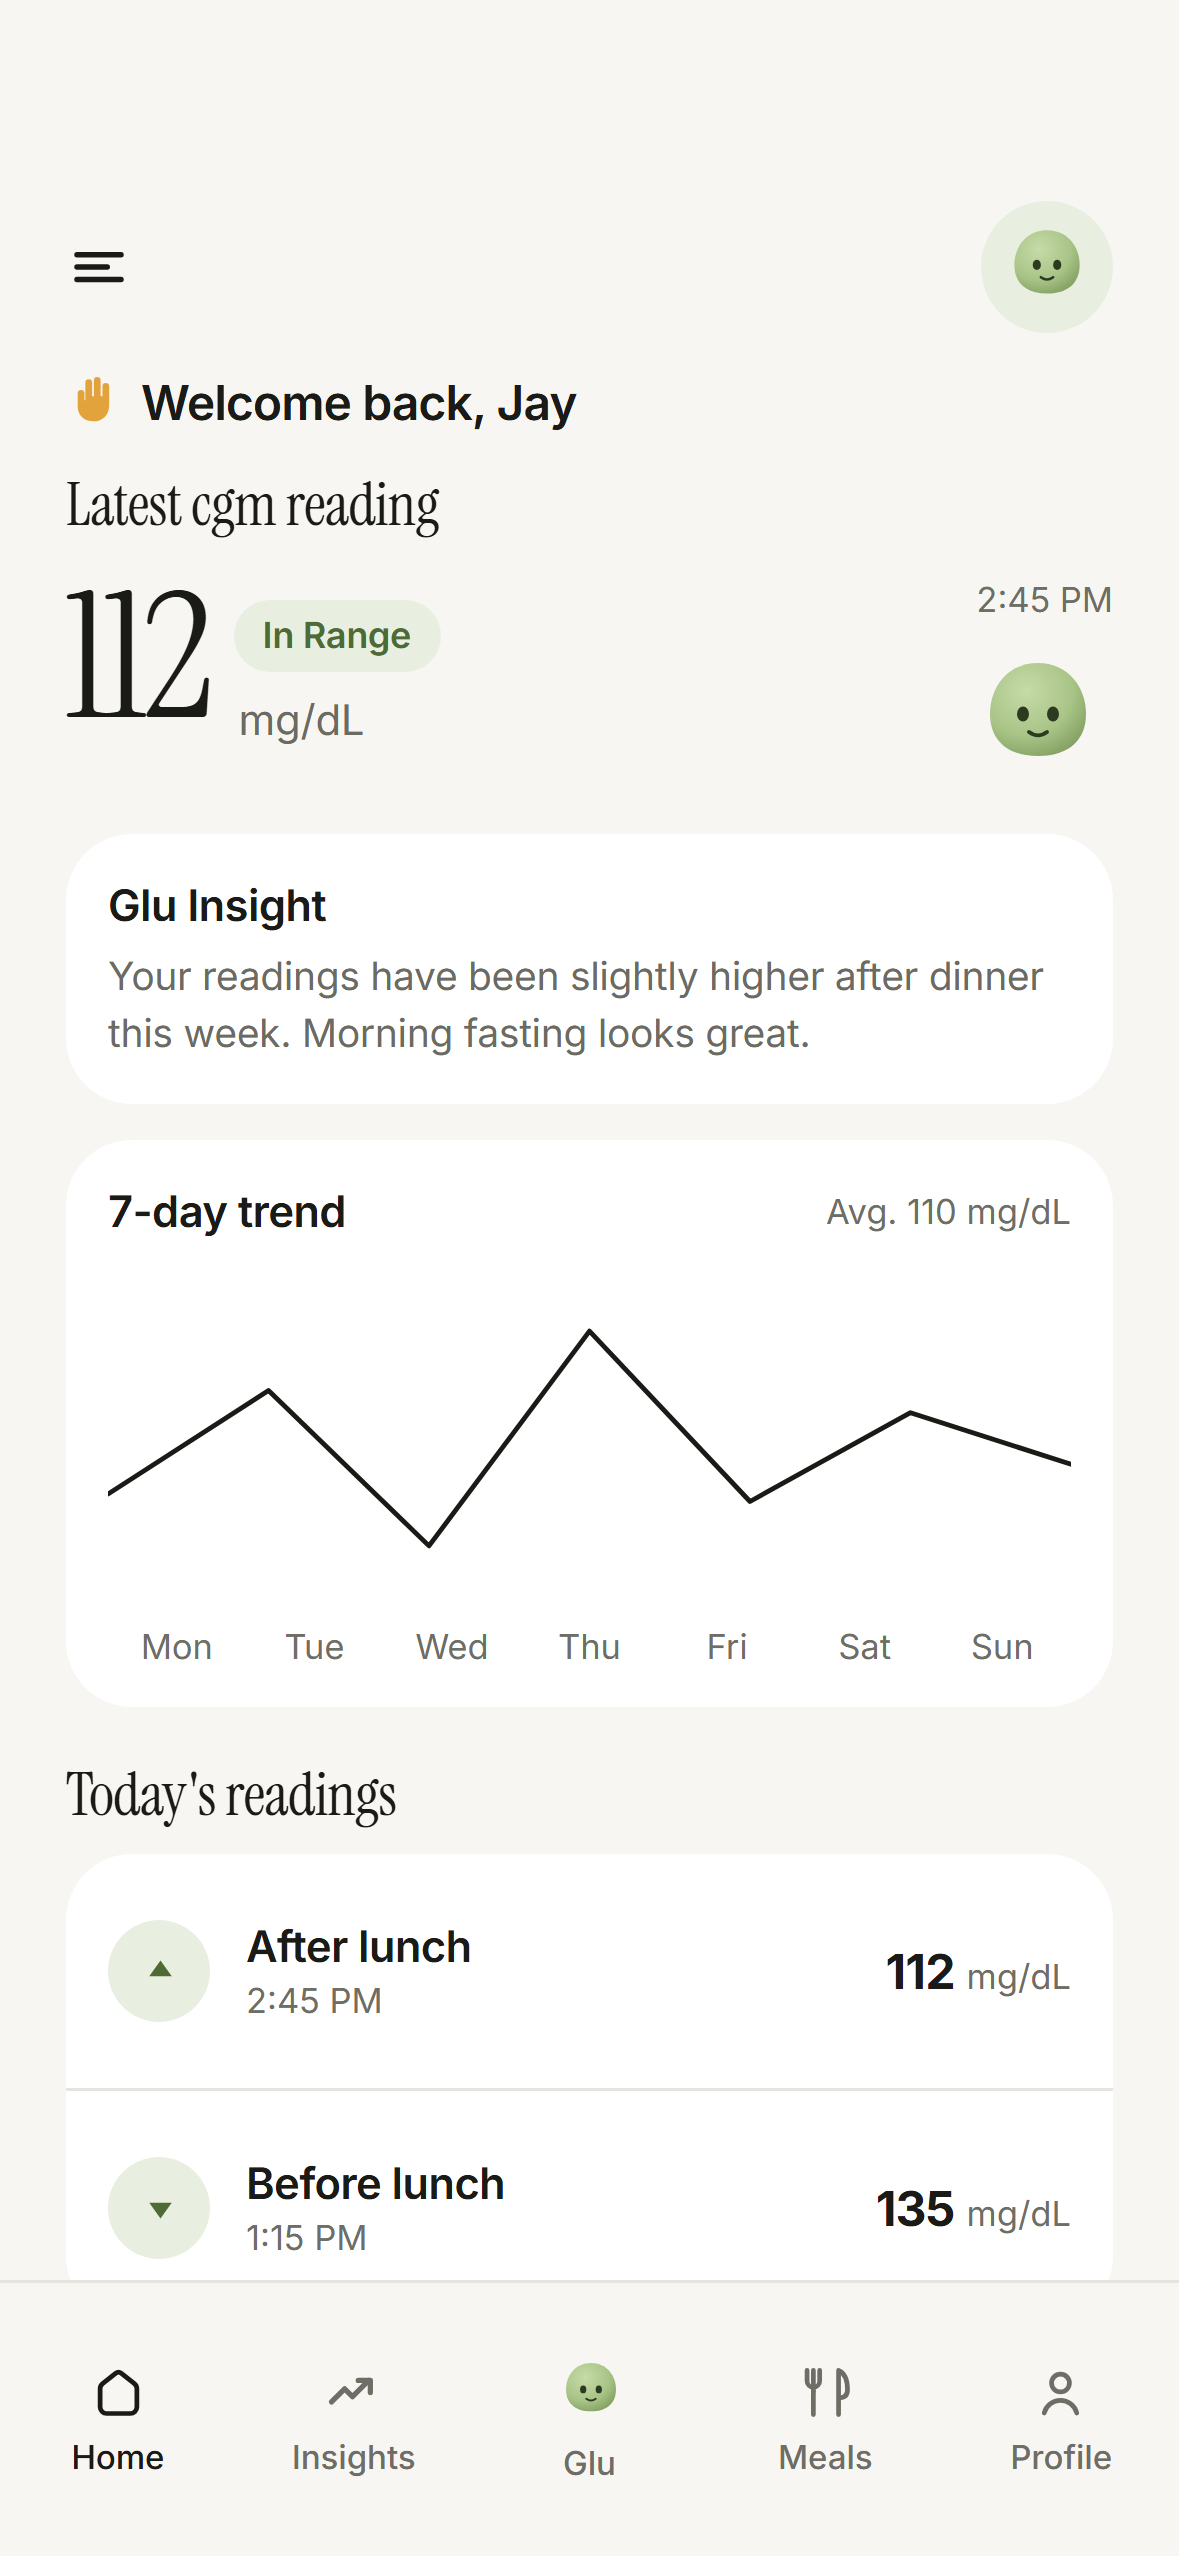 Welcome back, Jay
Latest cgm reading
112
In Range
mg/dL
2:45 PM
Glu Insight
Your readings have been slightly higher after dinner
this week. Morning fasting looks great.
7-day trend
Avg. 110 mg/dL
Mon Tue Wed Thu Fri Sat Sun
Today's readings
After lunch
2:45 PM
112 mg/dL
Before lunch
1:15 PM
135 mg/dL
Home Insights Glu Meals Profile